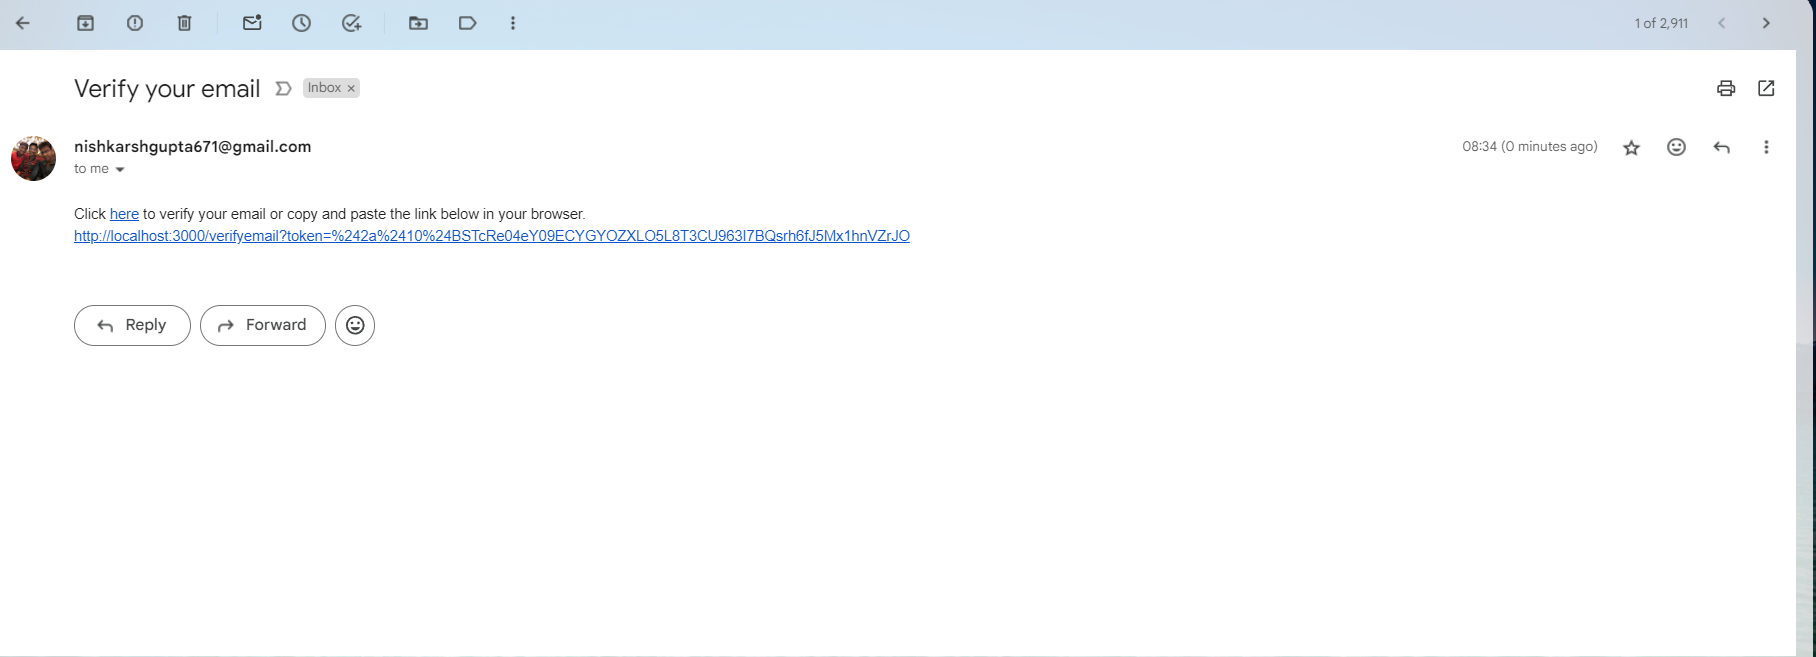 1 of 2,911
Verify your email
Inbox ×
nishkarshgupta671@gmail.com
08:34 (0 minutes ago)
to me
Click here to verify your email or copy and paste the link below in your browser.
http://localhost:3000/verifyemail?token=%242a%2410%24BSTcRe04eY09ECYGYOZXLO5L8T3CU963I7BQsrh6fJ5Mx1hnVZrJO
Reply
Forward